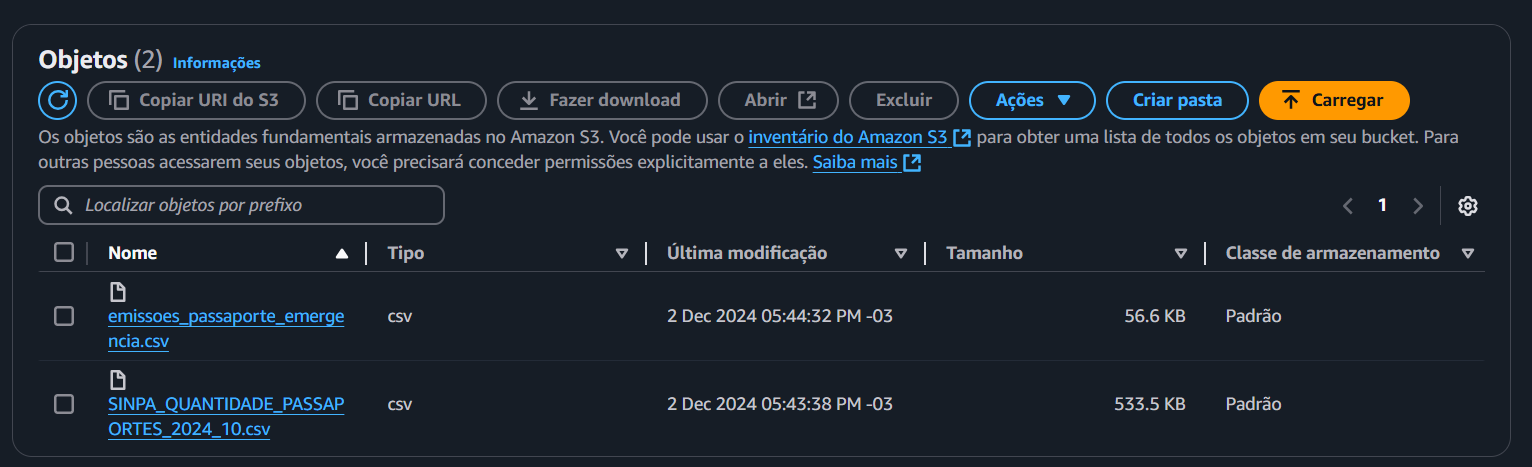 Objetos (2) Informações
Copiar URI do S3 Copiar URL Fazer download Abrir Excluir Ações Criar pasta Carregar
Os objetos são as entidades fundamentais armazenadas no Amazon S3. Você pode usar o inventário do Amazon S3 para obter uma lista de todos os objetos em seu bucket. Para
outras pessoas acessarem seus objetos, você precisará conceder permissões explicitamente a eles. Saiba mais
Localizar objetos por prefixo 1
Nome Tipo Última modificação Tamanho Classe de armazenamento
emissoes_passaporte_emerge
ncia.csv
csv 2 Dec 2024 05:44:32 PM -03 56.6 KB Padrão
SINPA_QUANTIDADE_PASSAP
ORTES_2024_10.csv
csv 2 Dec 2024 05:43:38 PM -03 533.5 KB Padrão